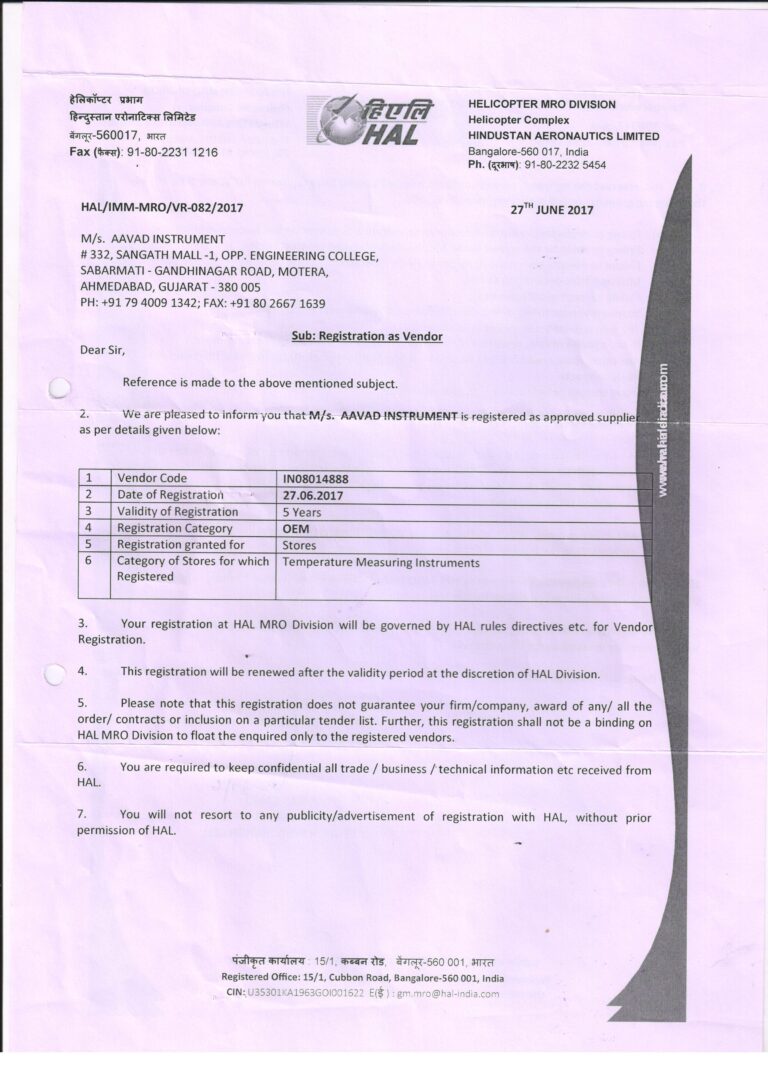 हेलिकॉप्टर प्रभाग
हिन्दुस्तान एरोनाटिक्स लिमिटेड
बेंगलूर-560017, भारत
Fax (फैक्स): 91-80-2231 1216
हिएलि
HAL
HELICOPTER MRO DIVISION
Helicopter Complex
HINDUSTAN AERONAUTICS LIMITED
Bangalore-560 017, India
Ph. (दूरभाष): 91-80-2232 5454
HAL/IMM-MRO/VR-082/2017
27TH JUNE 2017
M/s. AAVAD INSTRUMENT
# 332, SANGATH MALL -1, OPP. ENGINEERING COLLEGE,
SABARMATI - GANDHINAGAR ROAD, MOTERA,
AHMEDABAD, GUJARAT - 380 005
PH: +91 79 4009 1342; FAX: +91 80 2667 1639
Sub: Registration as Vendor
Dear Sir,
Reference is made to the above mentioned subject.
2. We are pleased to inform you that M/s. AAVAD INSTRUMENT is registered as approved supplier
as per details given below:
1 Vendor Code IN08014888
2 Date of Registration 27.06.2017
3 Validity of Registration 5 Years
4 Registration Category OEM
5 Registration granted for Stores
6 Category of Stores for which Temperature Measuring Instruments
Registered
3. Your registration at HAL MRO Division will be governed by HAL rules directives etc. for Vendor
Registration.
4. This registration will be renewed after the validity period at the discretion of HAL Division.
5. Please note that this registration does not guarantee your firm/company, award of any/ all the
order/ contracts or inclusion on a particular tender list. Further, this registration shall not be a binding on
HAL MRO Division to float the enquired only to the registered vendors.
6. You are required to keep confidential all trade / business / technical information etc received from
HAL.
7. You will not resort to any publicity/advertisement of registration with HAL, without prior
permission of HAL.
पंजीकृत कार्यालय : 15/1, कब्बन रोड, बेंगलूर-560 001, भारत
Registered Office: 15/1, Cubbon Road, Bangalore-560 001, India
CIN: U35301KA1963GOI001622 E(ई) : gm.mro@hal-india.com